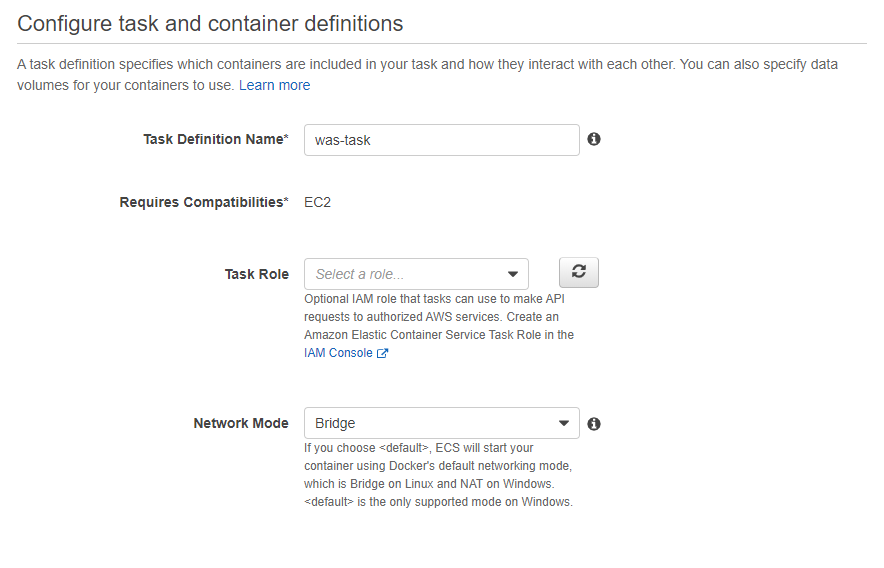 Configure task and container definitions
A task definition specifies which containers are included in your task and how they interact with each other. You can also specify data
volumes for your containers to use. Learn more
Task Definition Name* was-task
Requires Compatibilities* EC2
Task Role Select a role...
Optional IAM role that tasks can use to make API
requests to authorized AWS services. Create an
Amazon Elastic Container Service Task Role in the
IAM Console
Network Mode Bridge
If you choose <default>, ECS will start your
container using Docker's default networking mode,
which is Bridge on Linux and NAT on Windows.
<default> is the only supported mode on Windows.